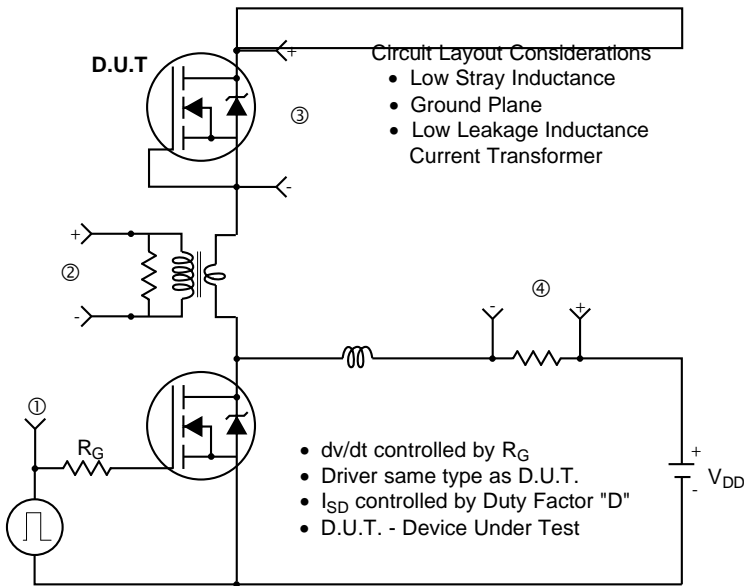 +
Circuit Layout Considerations
D.U.T
• Low Stray Inductance
③
• Ground Plane
• Low Leakage Inductance
Current Transformer
-
+
②
-
④
- +
①
R_G
• dv/dt controlled by R_G
• Driver same type as D.U.T.
• I_SD controlled by Duty Factor "D"
• D.U.T. - Device Under Test
+
V_DD
-